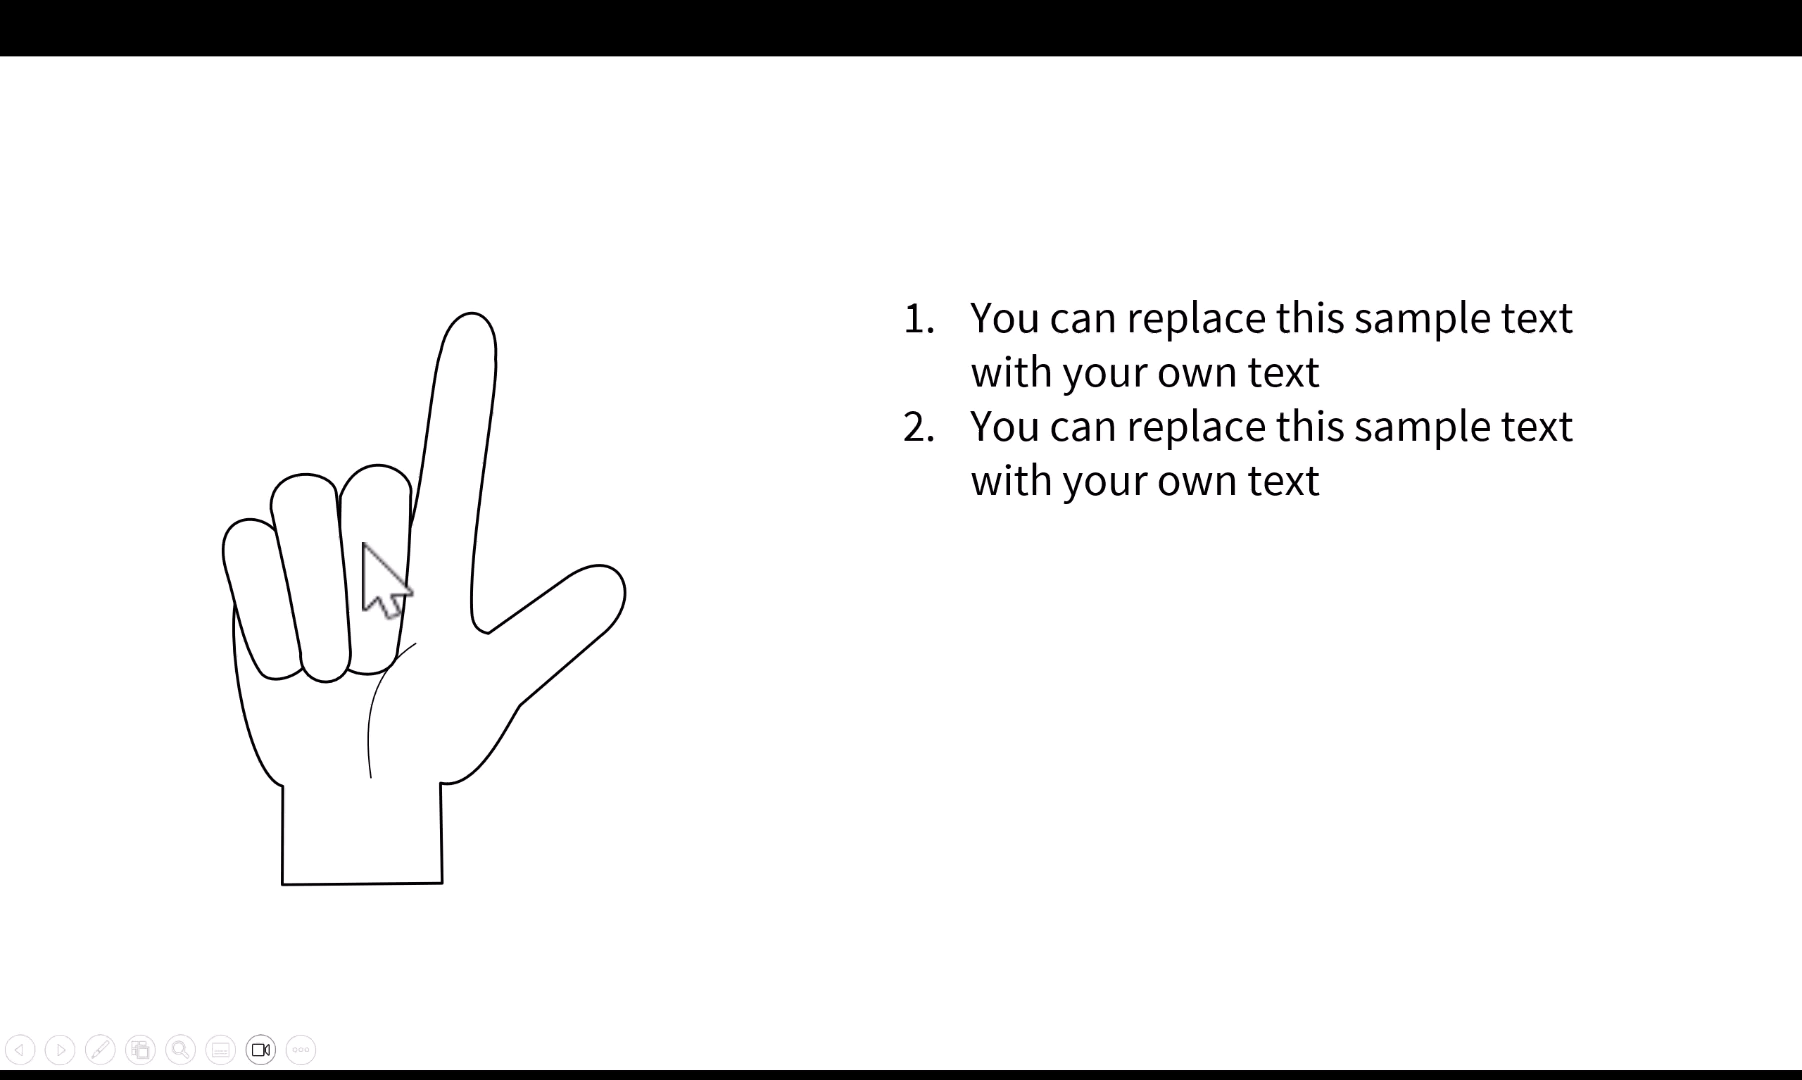 1. You can replace this sample text
with your own text
2. You can replace this sample text
with your own text